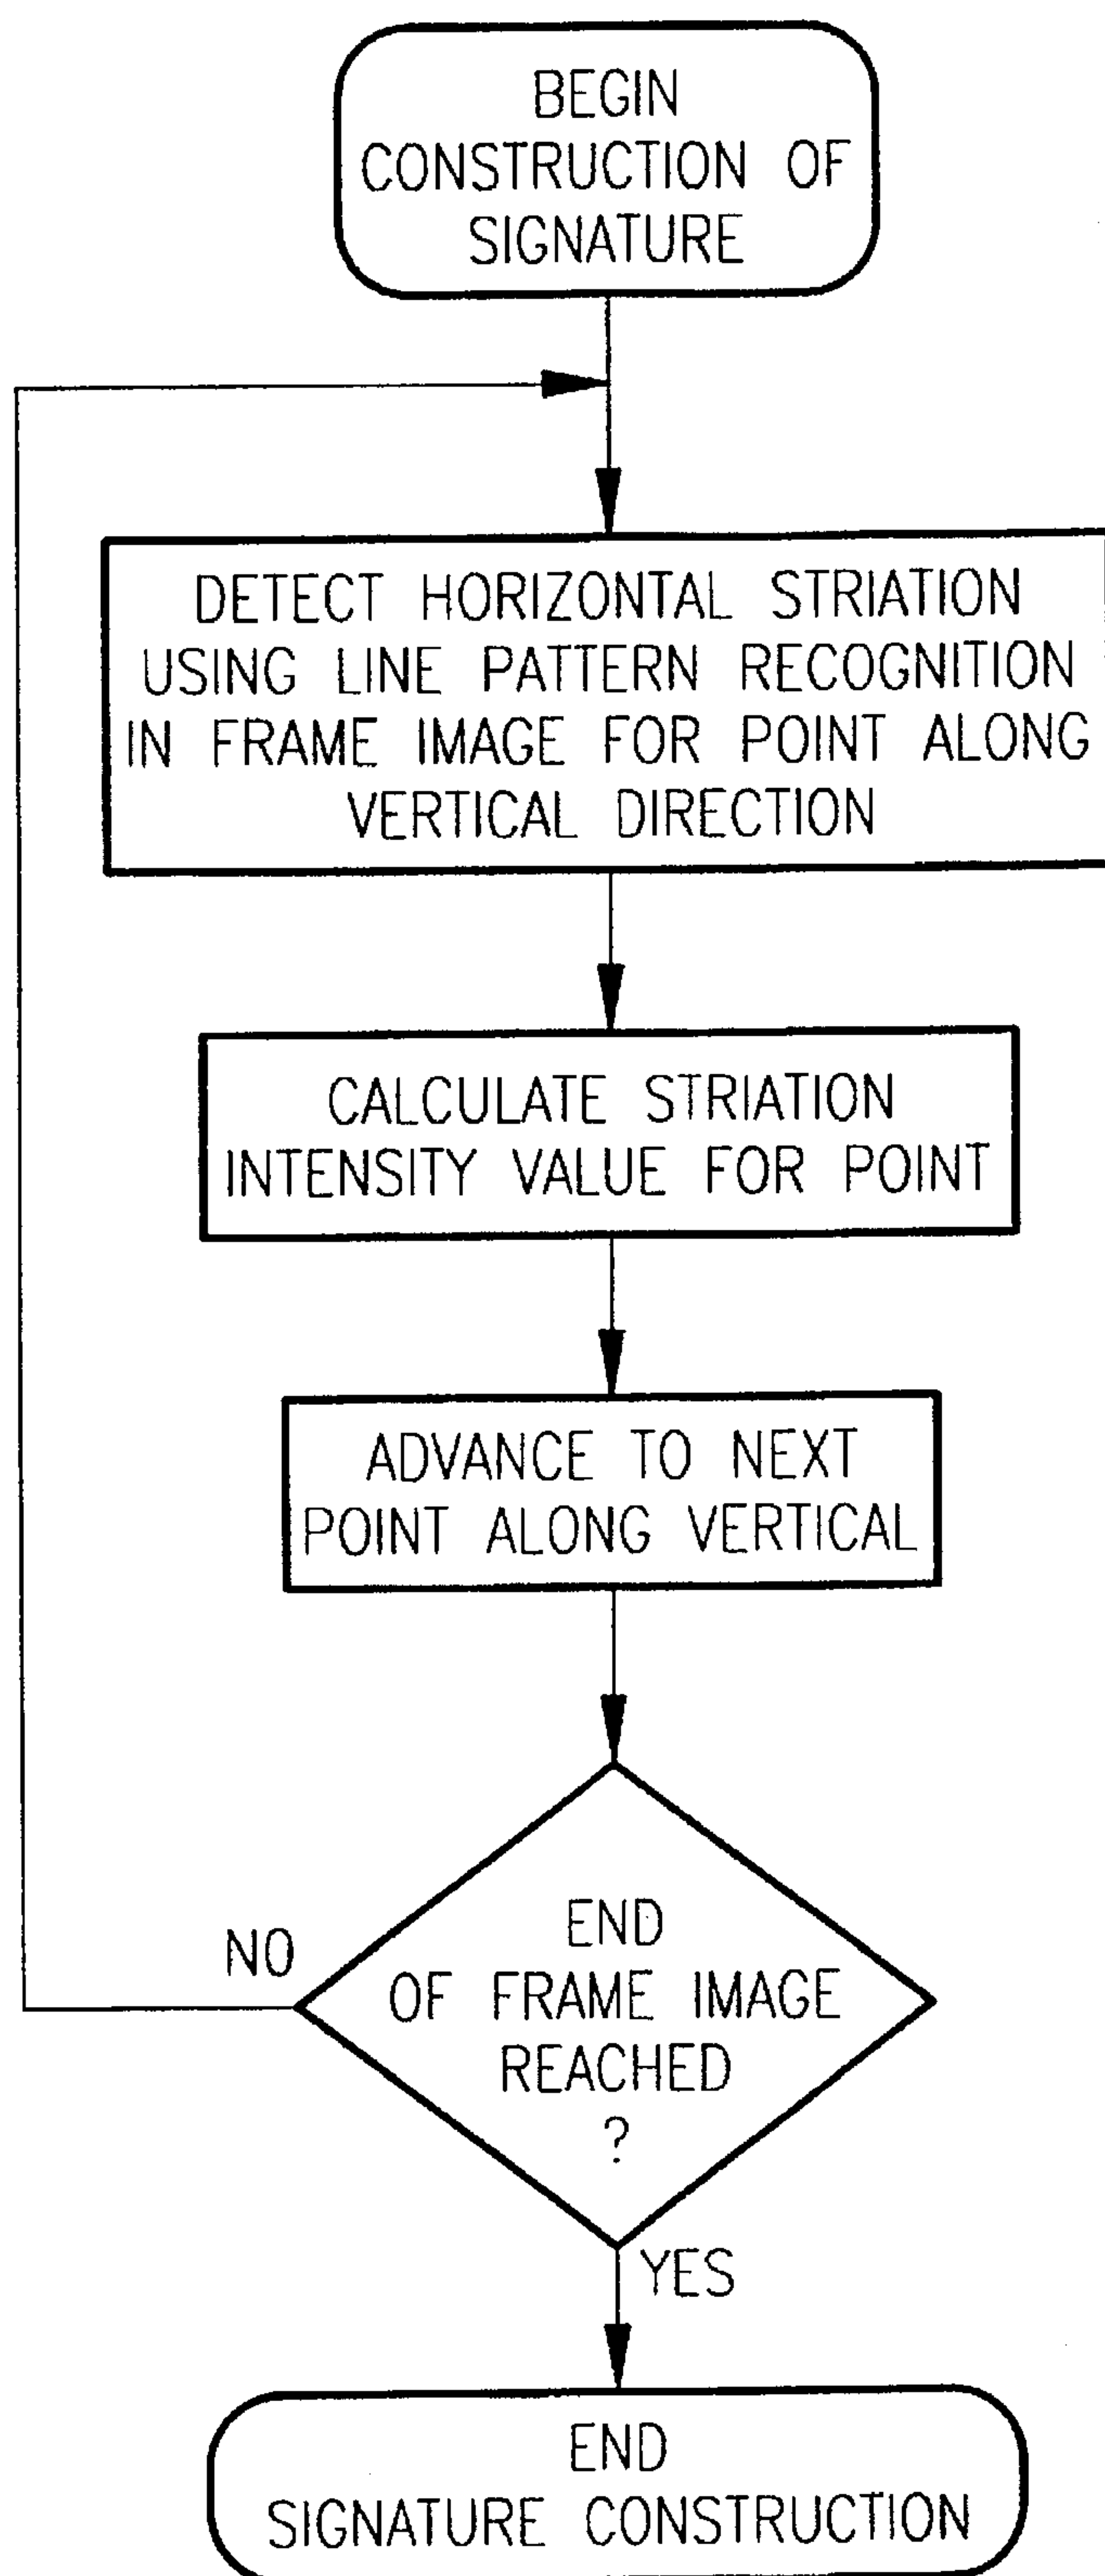 BEGIN
CONSTRUCTION OF
SIGNATURE
DETECT HORIZONTAL STRIATION
USING LINE PATTERN RECOGNITION
IN FRAME IMAGE FOR POINT ALONG
VERTICAL DIRECTION
CALCULATE STRIATION
INTENSITY VALUE FOR POINT
ADVANCE TO NEXT
POINT ALONG VERTICAL
NO
END
OF FRAME IMAGE
REACHED
?
YES
END
SIGNATURE CONSTRUCTION